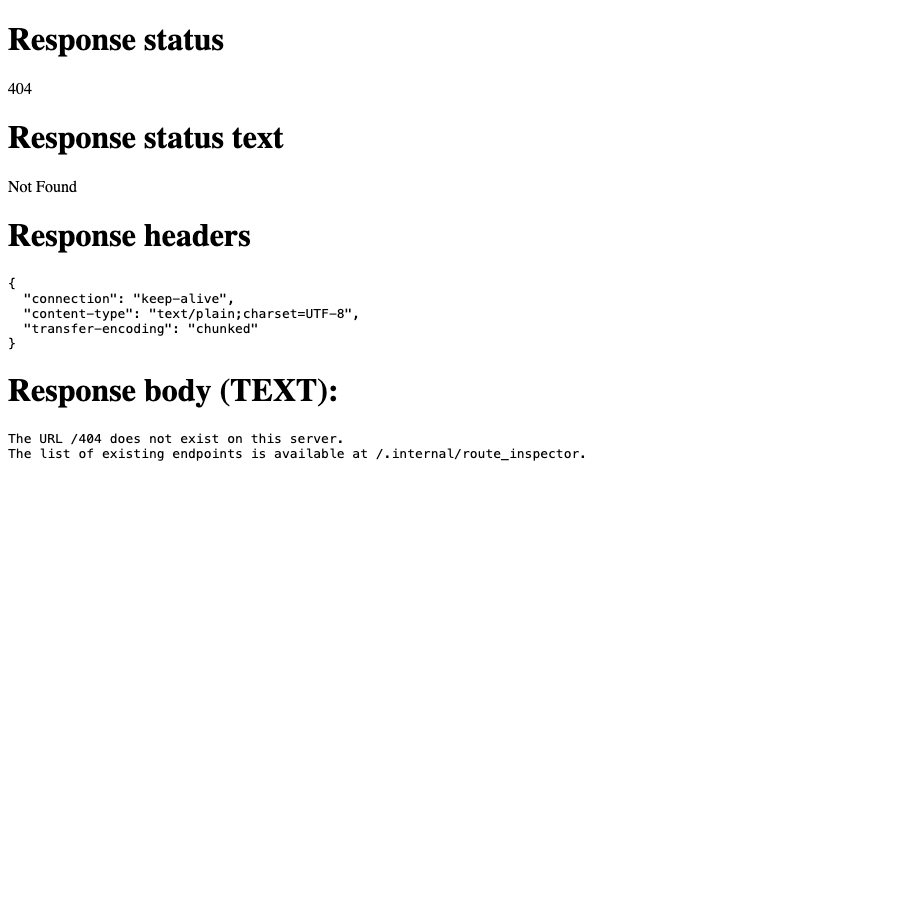 Response status
404
Response status text
Not Found
Response headers
{
  "connection": "keep-alive",
  "content-type": "text/plain;charset=UTF-8",
  "transfer-encoding": "chunked"
}
Response body (TEXT):
The URL /404 does not exist on this server.
The list of existing endpoints is available at /.internal/route_inspector.